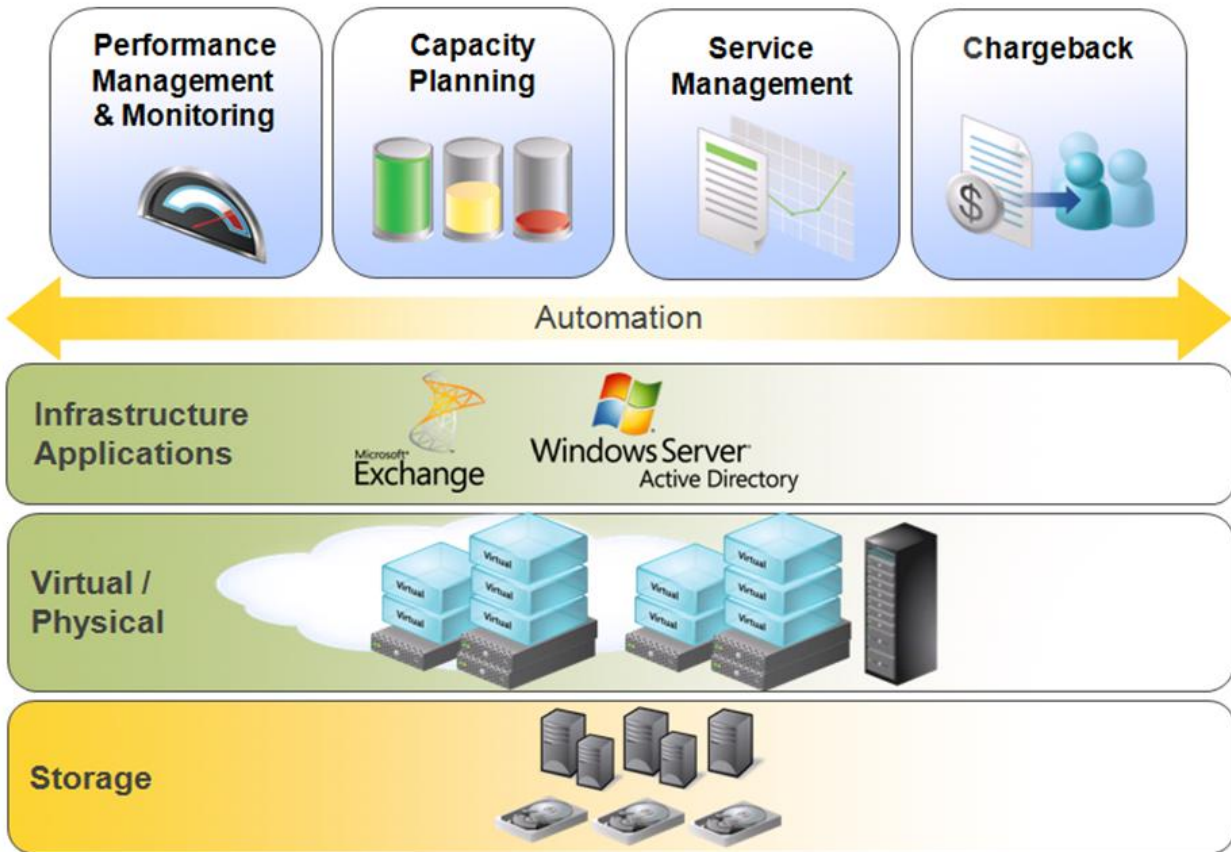 Performance
Management
& Monitoring
Capacity
Planning
Service
Management
Chargeback
$
Automation
Infrastructure
Applications
Microsoft®
Exchange
Windows Server®
Active Directory
Virtual /
Physical
Virtual
Virtual
Virtual
Virtual
Virtual
Virtual
Virtual
Virtual
Virtual
Virtual
Storage